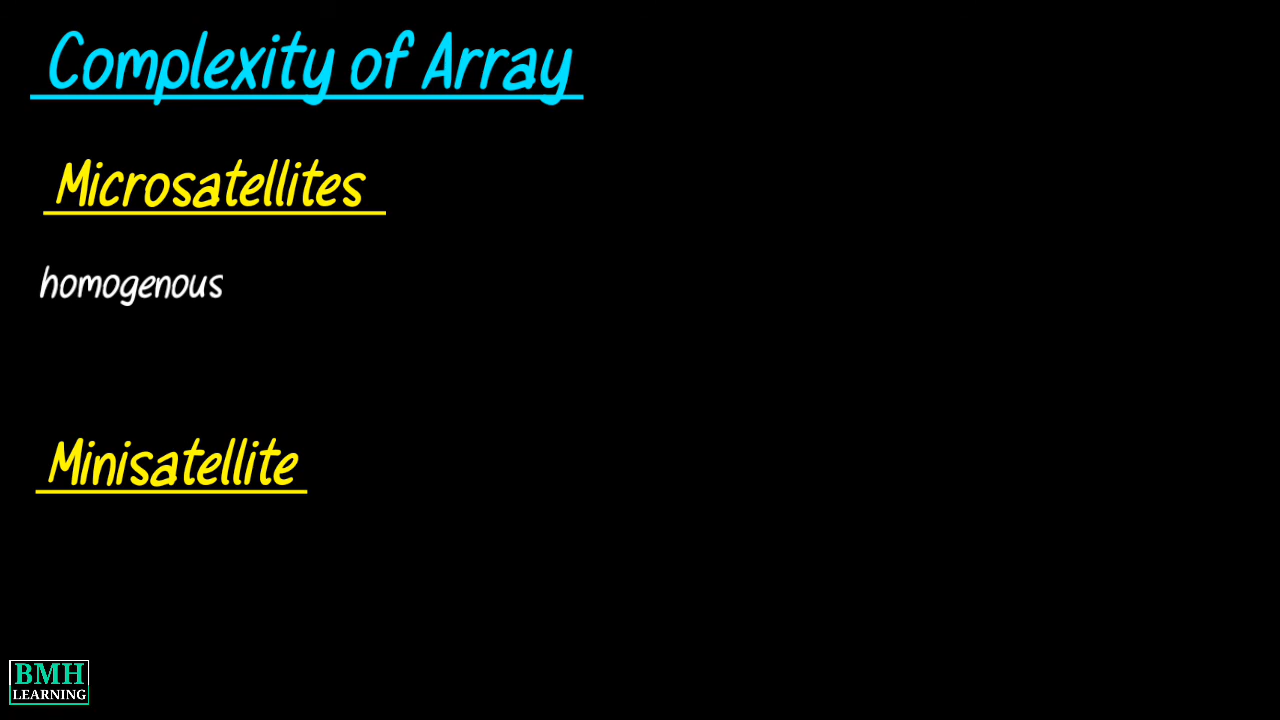 Complexity of Array
Microsatellites
homogenous
Minisatellite
BMH
LEARNING